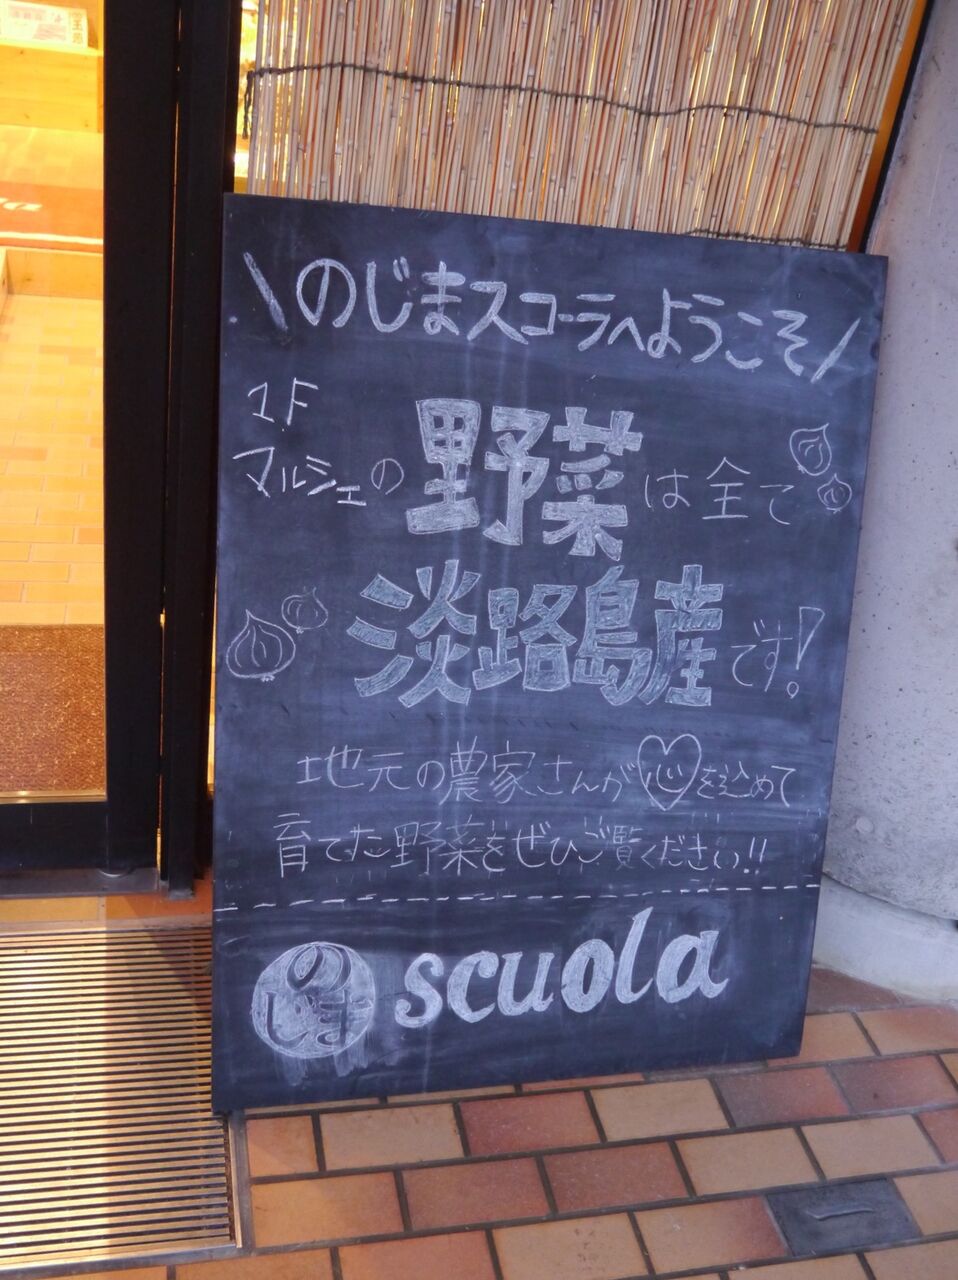 \のじまスコーラへようこそ/
1F
マルシェの野菜は全て
淡路島産です!
地元の農家さんが♡を込めて
育てた野菜をぜひご覧ください!!
のじま scuola